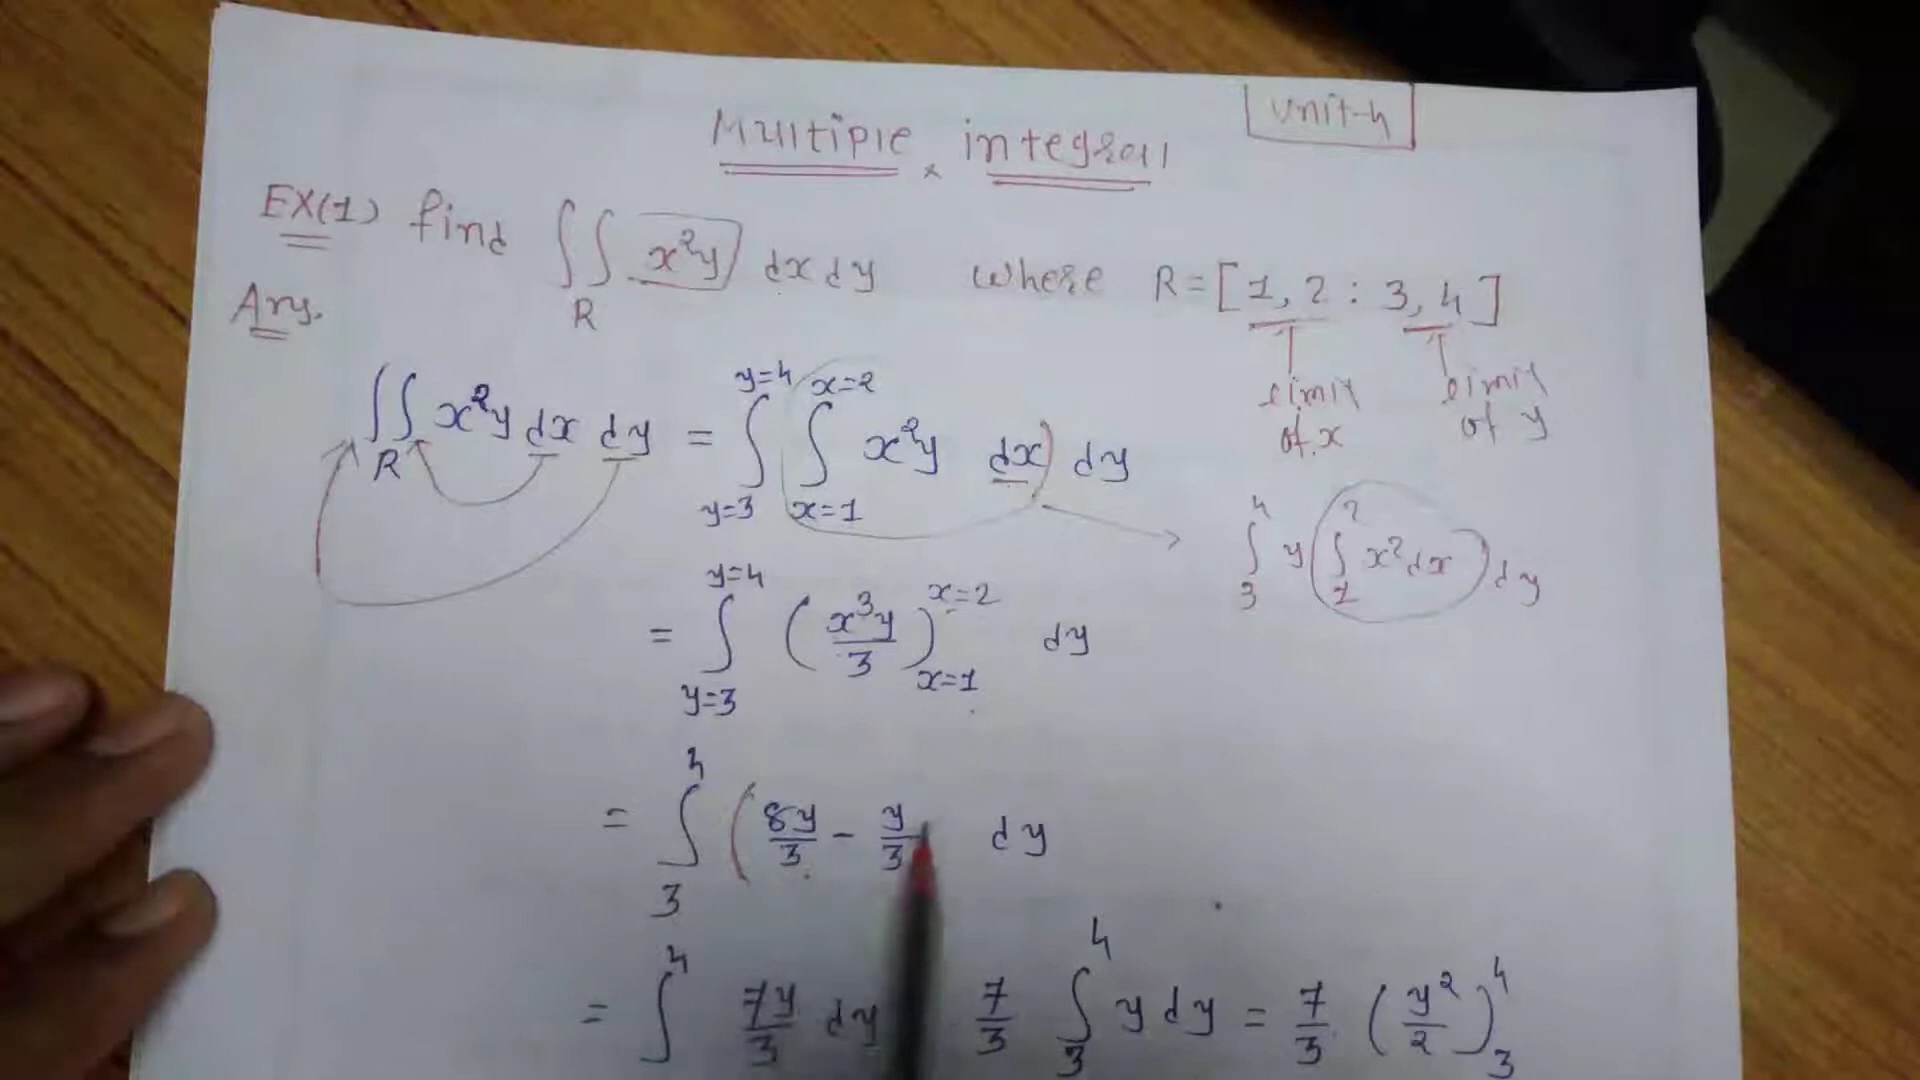 Unit-4
Multiple integral
EX(1) find ∫∫_R x²y dx dy where R = [1, 2 : 3, 4]
limit of x
limit of y
Ans.
∫∫_R x²y dx dy = ∫_{y=3}^{y=4} ∫_{x=1}^{x=2} x²y dx) dy
∫_3^4 y (∫_1^2 x² dx) dy
= ∫_{y=3}^{y=4} (x³y/3)_{x=1}^{x=2} dy
= ∫_3^4 (8y/3 - y/3 dy
= ∫^4 7y/3 dy 7/3 ∫_3^4 y dy = 7/3 (y²/2)_3^4